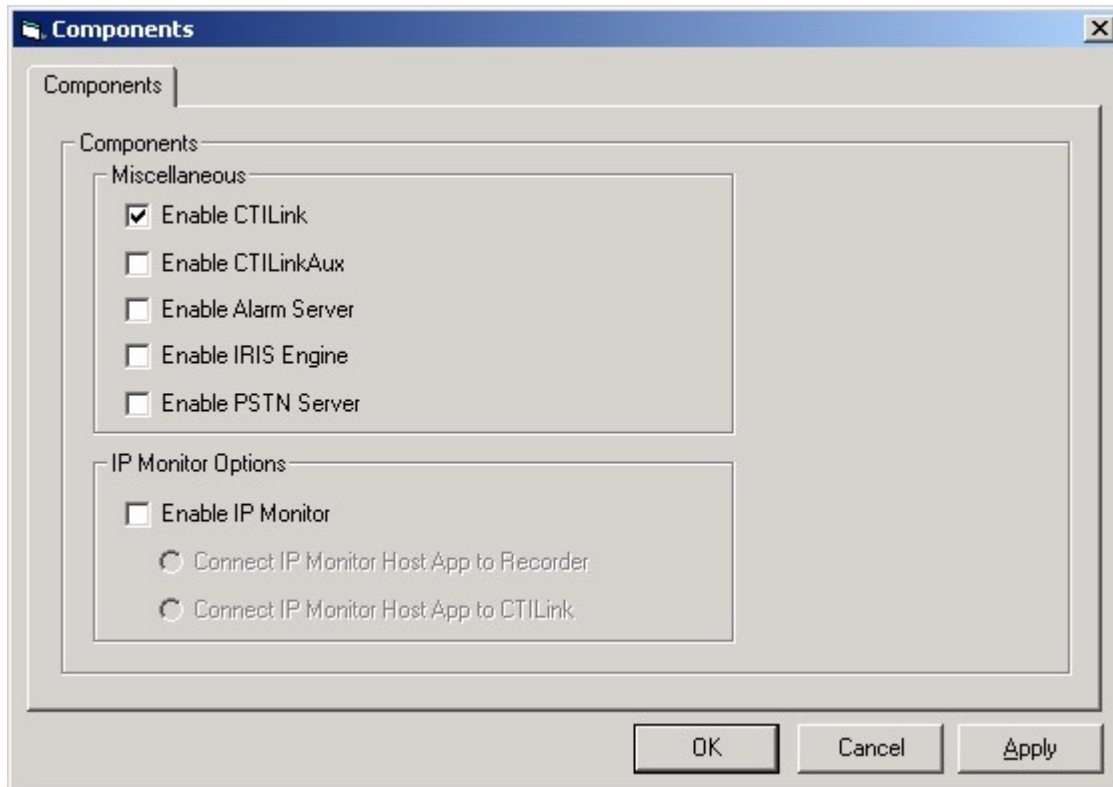 Components
Components
Components
Miscellaneous
Enable CTILink
Enable CTILinkAux
Enable Alarm Server
Enable IRIS Engine
Enable PSTN Server
IP Monitor Options
Enable IP Monitor
Connect IP Monitor Host App to Recorder
Connect IP Monitor Host App to CTILink
OK Cancel Apply